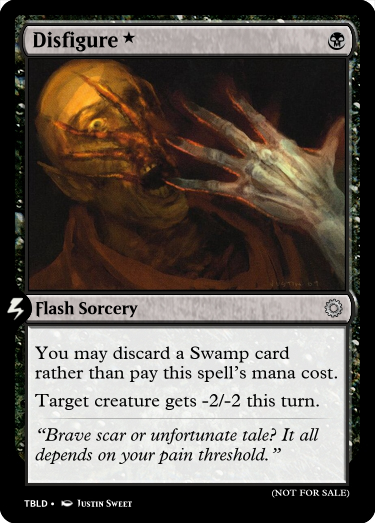 Disfigure ★
Flash Sorcery
You may discard a Swamp card
rather than pay this spell's mana cost.
Target creature gets -2/-2 this turn.
"Brave scar or unfortunate tale? It all
depends on your pain threshold."
(NOT FOR SALE)
TBLD • Justin Sweet